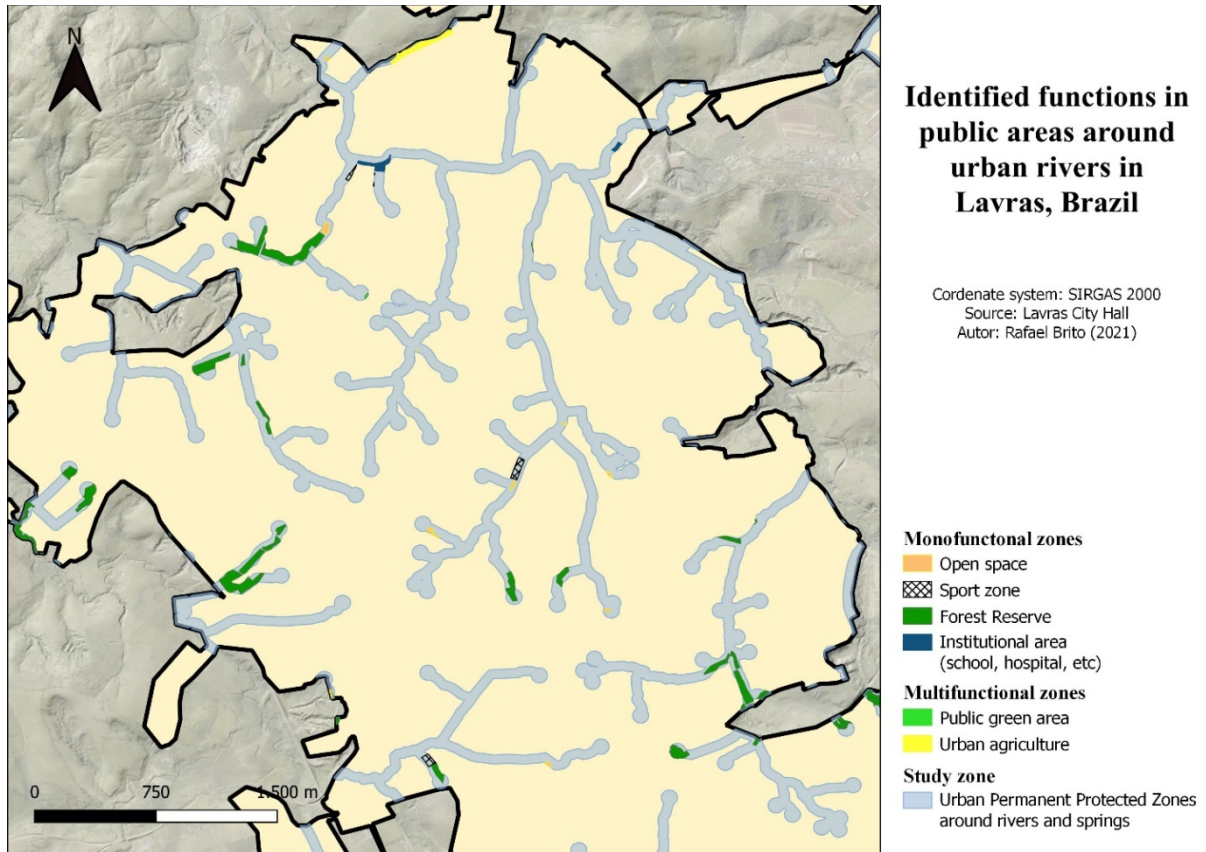 N
Identified functions in
public areas around
urban rivers in
Lavras, Brazil
Cordenate system: SIRGAS 2000
Source: Lavras City Hall
Autor: Rafael Brito (2021)
Monofunctonal zones
Open space
Sport zone
Forest Reserve
Institutional area
(school, hospital, etc)
Multifunctional zones
Public green area
Urban agriculture
Study zone
Urban Permanent Protected Zones
around rivers and springs
0 750 1.500 m